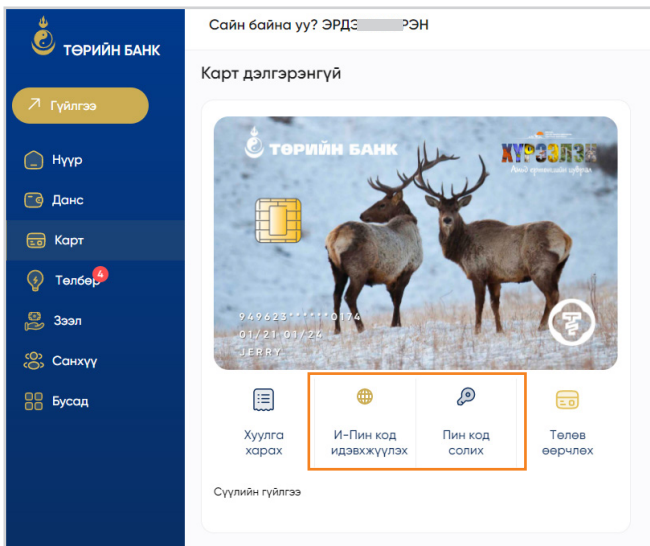 ТӨРИЙН БАНК
Сайн байна уу? ЭРДЭ РЭН
Гүйлгээ
Нүүр
Данс
Карт
Төлбөр 4
Зээл
Санхүү
Бусад
Карт дэлгэрэнгүй
ТӨРИЙН БАНК
ХҮРЭЭЛЭН
949623******0174
01/21 01/24
JERRY
Хуулга харах
И-Пин код идэвхжүүлэх
Пин код солих
Төлөв өөрчлөх
Сүүлийн гүйлгээ